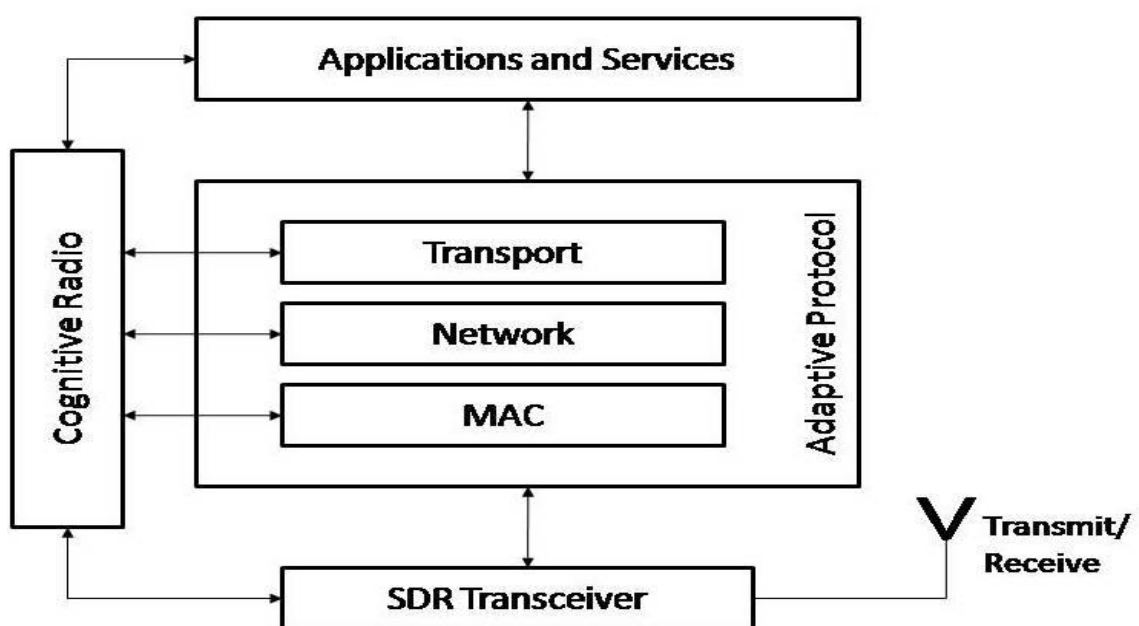 Applications and Services
Cognitive Radio
Transport
Network
MAC
Adaptive Protocol
SDR Transceiver
Transmit/
Receive